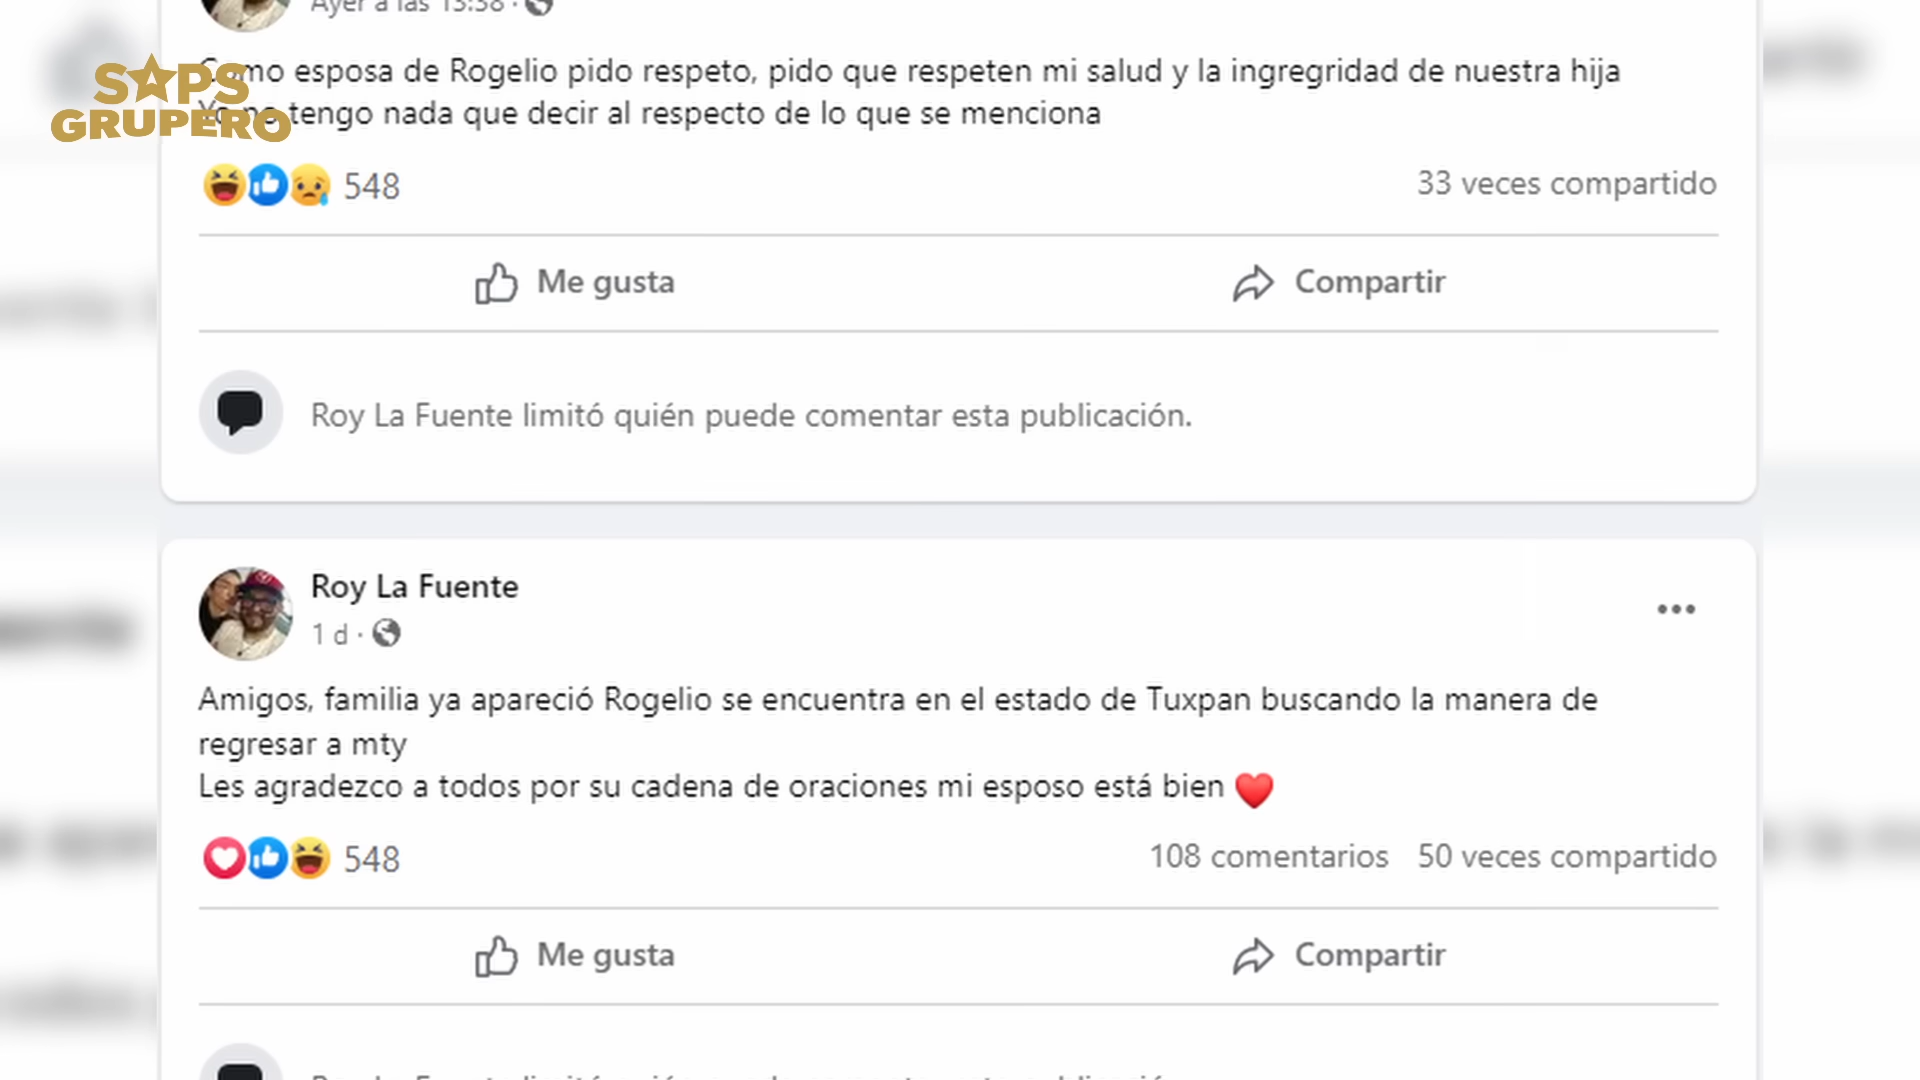 Ayer a las 13:38 ·
SAPS
GRUPERO
Como esposa de Rogelio pido respeto, pido que respeten mi salud y la ingregridad de nuestra hija
Yo no tengo nada que decir al respecto de lo que se menciona
548
33 veces compartido
Me gusta
Compartir
Roy La Fuente limitó quién puede comentar esta publicación.
Roy La Fuente
1 d ·
Amigos, familia ya apareció Rogelio se encuentra en el estado de Tuxpan buscando la manera de
regresar a mty
Les agradezco a todos por su cadena de oraciones mi esposo está bien ❤️
548
108 comentarios 50 veces compartido
Me gusta
Compartir